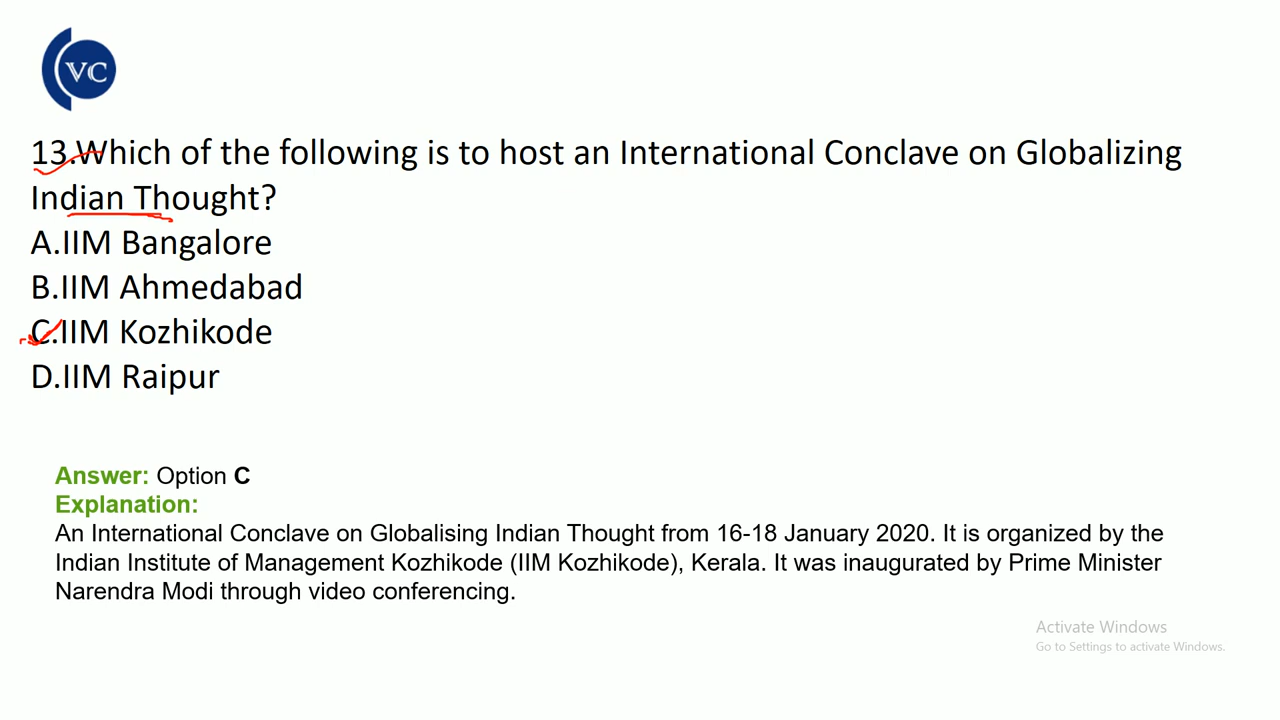 VC
13.Which of the following is to host an International Conclave on Globalizing
Indian Thought?
A.IIM Bangalore
B.IIM Ahmedabad
C.IIM Kozhikode
D.IIM Raipur
Answer: Option C
Explanation:
An International Conclave on Globalising Indian Thought from 16-18 January 2020. It is organized by the
Indian Institute of Management Kozhikode (IIM Kozhikode), Kerala. It was inaugurated by Prime Minister
Narendra Modi through video conferencing.
Activate Windows
Go to Settings to activate Windows.